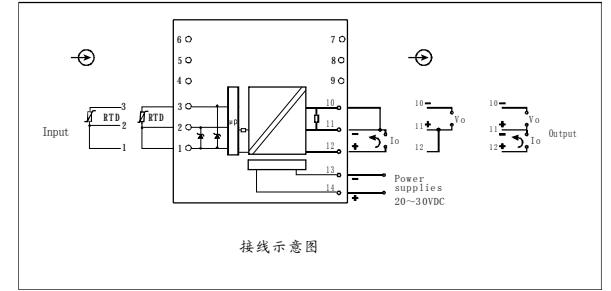 6 7
5 8
4 9
3 10 10 10
RTD 3 RTD Vo Vo
Input 2 2 μp 11 11 11 Output
1 1 12 Io 12 12 Io
13
Power
supplies
14
20~30VDC
接线示意图